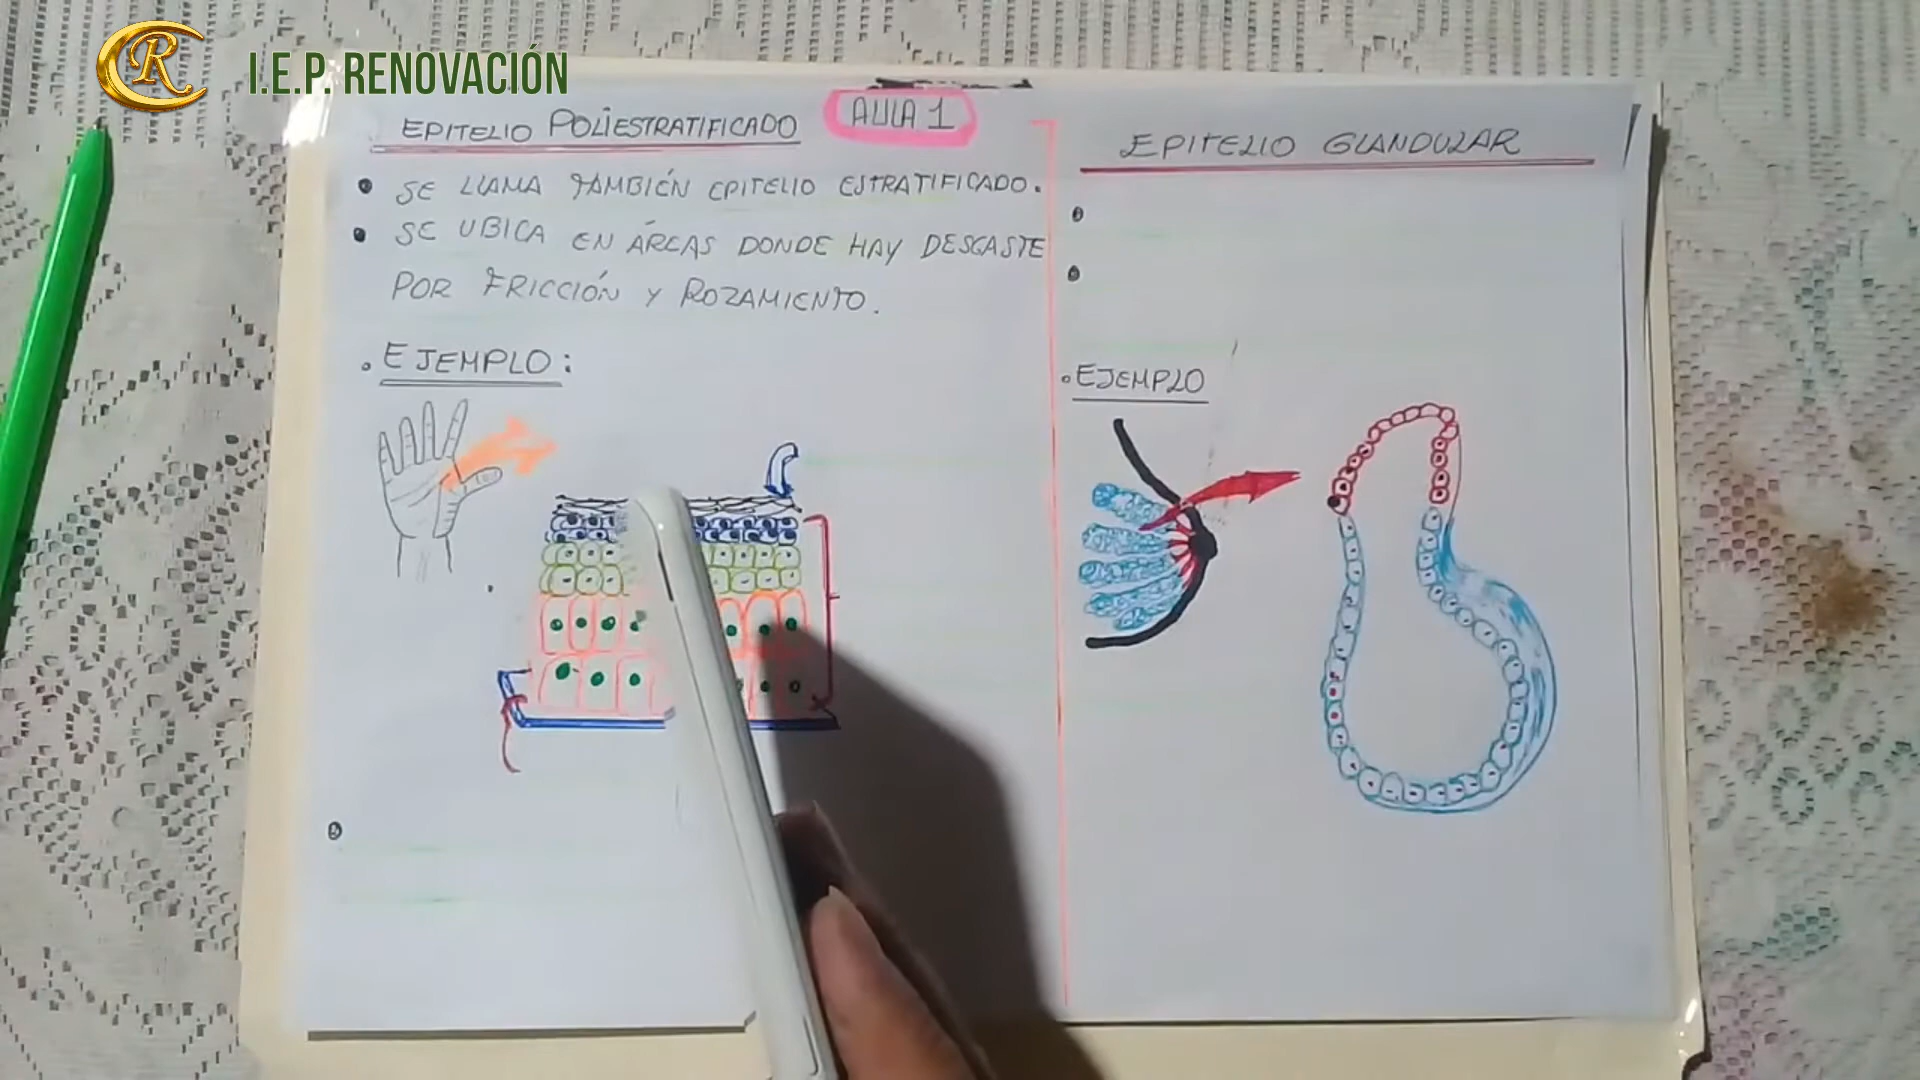 R
I.E.P. RENOVACIÓN
EPITELIO POLIESTRATIFICADO
AULA 1
• SE LLAMA TAMBIÉN EPITELIO ESTRATIFICADO.
• SE UBICA EN ÁREAS DONDE HAY DESGASTE
POR FRICCIÓN Y ROZAMIENTO.
• EJEMPLO:
EPITELIO GLANDULAR
• EJEMPLO